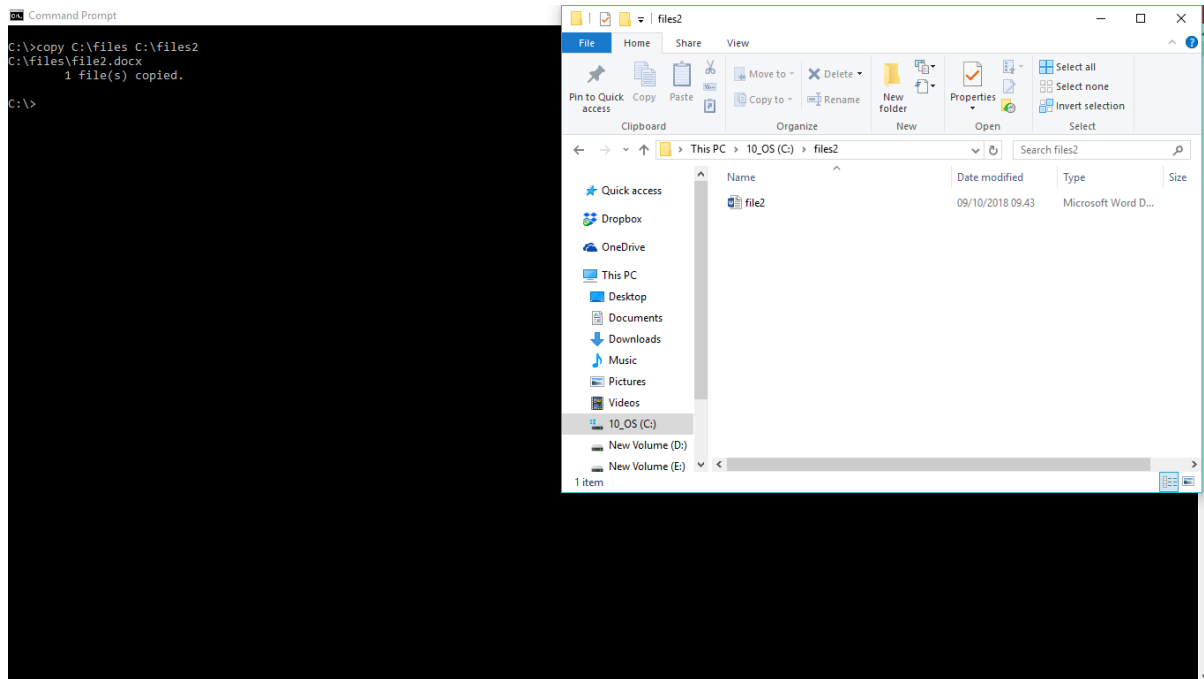 Command Prompt
C:\>copy C:\files C:\files2
C:\files\file2.docx
1 file(s) copied.
C:\>
files2
File Home Share View
Pin to Quick access
Copy
Paste
Clipboard
Move to
Copy to
Delete
Rename
Organize
New folder
New
Properties
Open
Select all
Select none
Invert selection
Select
This PC > 10_OS (C:) > files2
Search files2
Name Date modified Type Size
file2 09/10/2018 09.43 Microsoft Word D...
Quick access
Dropbox
OneDrive
This PC
Desktop
Documents
Downloads
Music
Pictures
Videos
10_OS (C:)
New Volume (D:)
New Volume (E:)
1 item